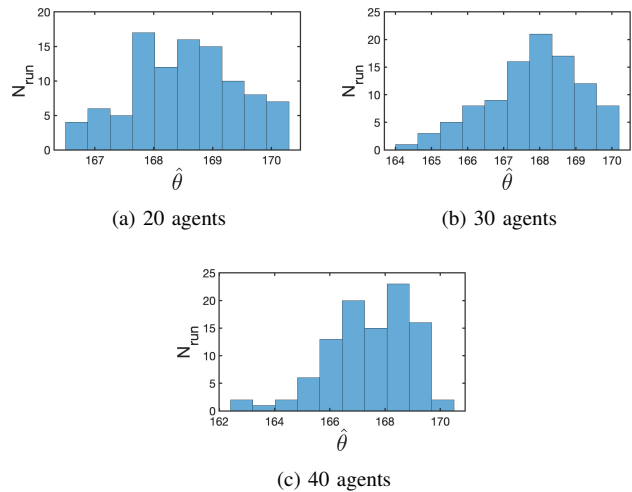 20
15
10
5
0
N_run
167 168 169 170
θ̂
(a) 20 agents
25
20
15
10
5
0
N_run
164 165 166 167 168 169 170
θ̂
(b) 30 agents
25
20
15
10
5
0
N_run
162 164 166 168 170
θ̂
(c) 40 agents